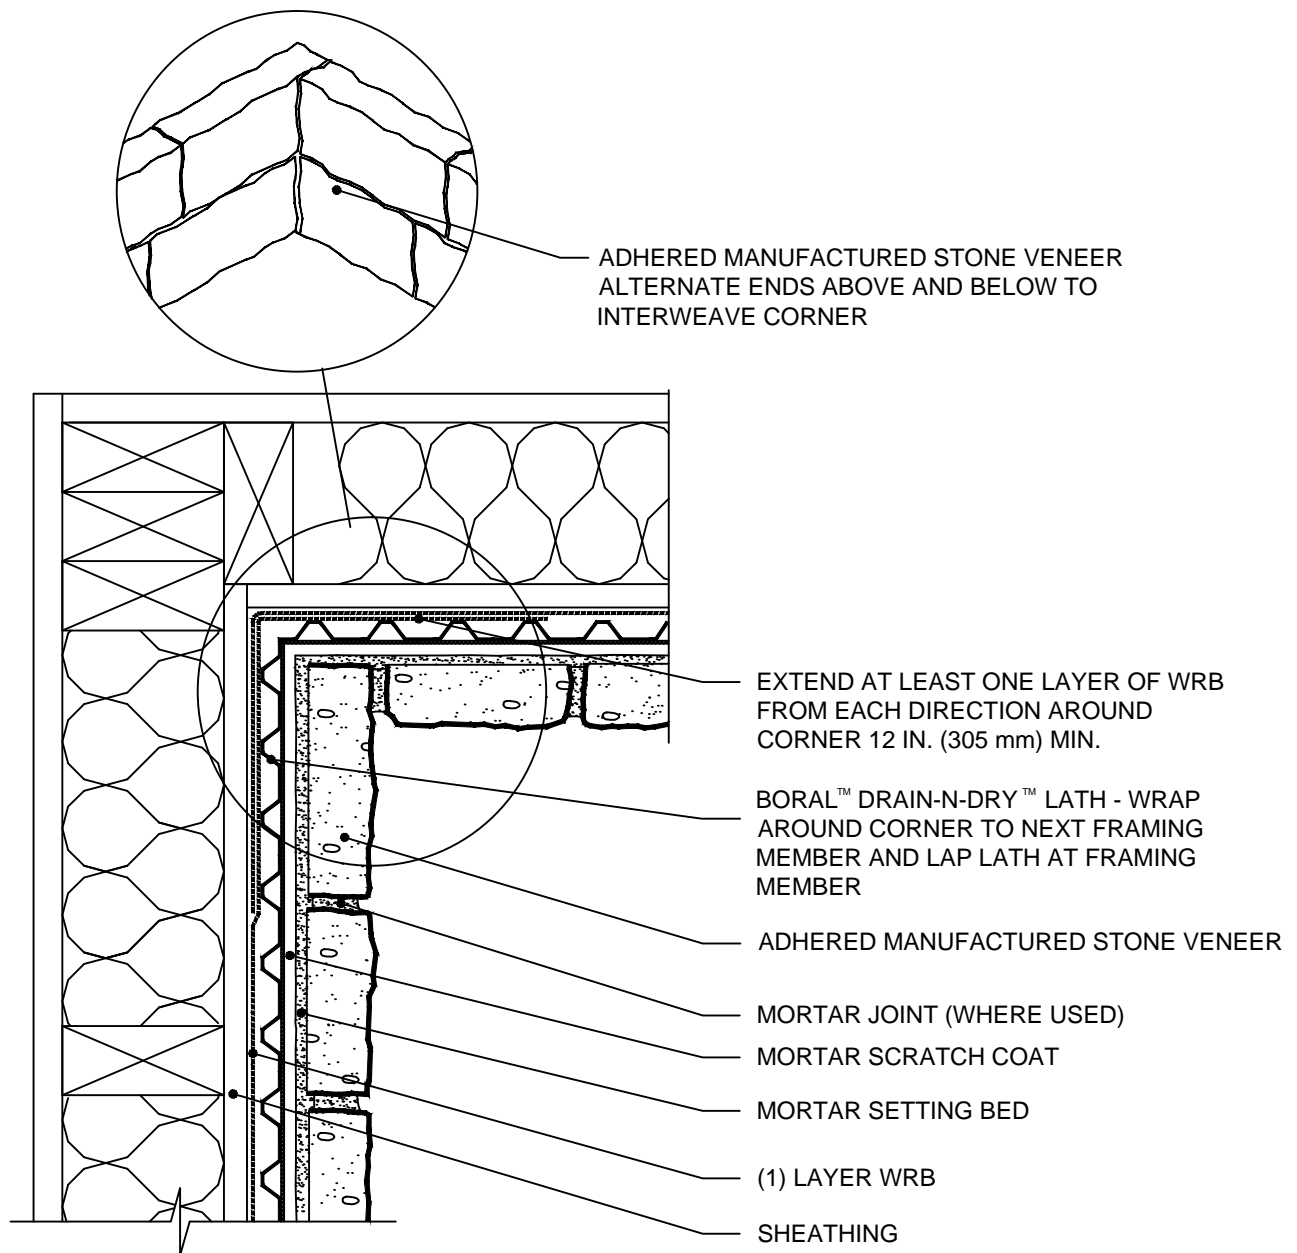 ADHERED MANUFACTURED STONE VENEER
ALTERNATE ENDS ABOVE AND BELOW TO
INTERWEAVE CORNER
EXTEND AT LEAST ONE LAYER OF WRB
FROM EACH DIRECTION AROUND
CORNER 12 IN. (305 mm) MIN.
BORAL™ DRAIN-N-DRY™ LATH - WRAP
AROUND CORNER TO NEXT FRAMING
MEMBER AND LAP LATH AT FRAMING
MEMBER
ADHERED MANUFACTURED STONE VENEER
MORTAR JOINT (WHERE USED)
MORTAR SCRATCH COAT
MORTAR SETTING BED
(1) LAYER WRB
SHEATHING